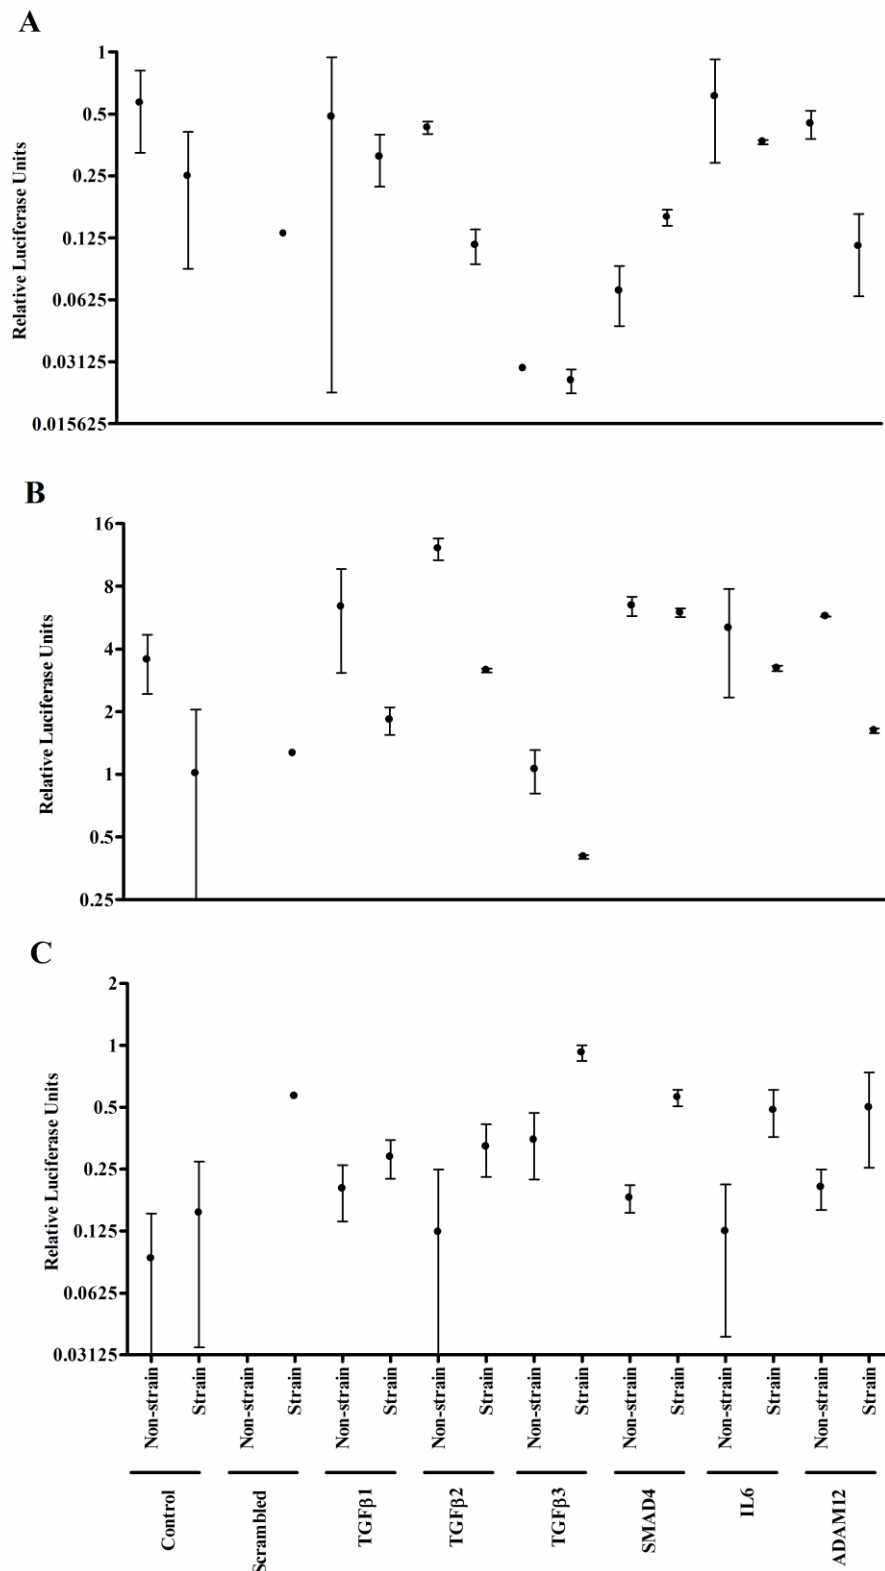 A
Relative Luciferase Units
1
0.5
0.25
0.125
0.0625
0.03125
0.015625
B
Relative Luciferase Units
16
8
4
2
1
0.5
0.25
C
Relative Luciferase Units
2
1
0.5
0.25
0.125
0.0625
0.03125
Non-strain
Strain
Non-strain
Strain
Non-strain
Strain
Non-strain
Strain
Non-strain
Strain
Non-strain
Strain
Non-strain
Strain
Non-strain
Strain
Control
Scrambled
TGFβ1
TGFβ2
TGFβ3
SMAD4
IL6
ADAM12